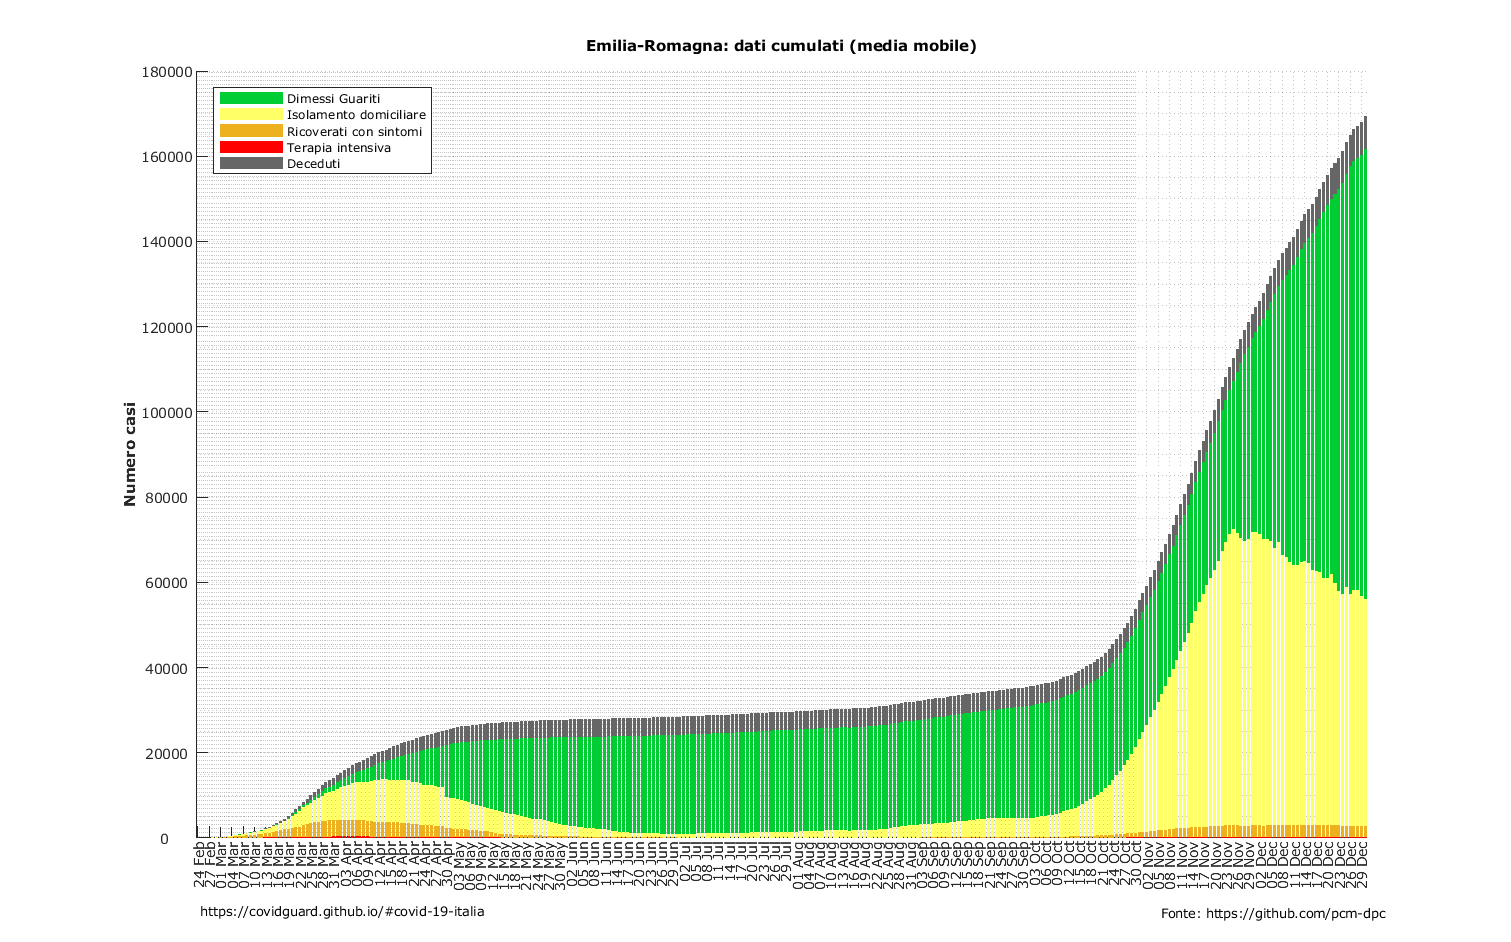 Emilia-Romagna: dati cumulati (media mobile)
180000
160000
140000
120000
100000
80000
60000
40000
20000
0
Numero casi
Dimessi Guariti
Isolamento domiciliare
Ricoverati con sintomi
Terapia intensiva
Deceduti
24 Feb
27 Feb
01 Mar
04 Mar
07 Mar
10 Mar
13 Mar
16 Mar
19 Mar
22 Mar
25 Mar
28 Mar
31 Mar
03 Apr
06 Apr
09 Apr
12 Apr
15 Apr
18 Apr
21 Apr
24 Apr
27 Apr
30 Apr
03 May
06 May
09 May
12 May
15 May
18 May
21 May
24 May
27 May
30 May
02 Jun
05 Jun
08 Jun
11 Jun
14 Jun
17 Jun
20 Jun
23 Jun
26 Jun
29 Jun
02 Jul
05 Jul
08 Jul
11 Jul
14 Jul
17 Jul
20 Jul
23 Jul
26 Jul
29 Jul
01 Aug
04 Aug
07 Aug
10 Aug
13 Aug
16 Aug
19 Aug
22 Aug
25 Aug
28 Aug
31 Aug
03 Sep
06 Sep
09 Sep
12 Sep
15 Sep
18 Sep
21 Sep
24 Sep
27 Sep
30 Sep
03 Oct
06 Oct
09 Oct
12 Oct
15 Oct
18 Oct
21 Oct
24 Oct
27 Oct
30 Oct
02 Nov
05 Nov
08 Nov
11 Nov
14 Nov
17 Nov
20 Nov
23 Nov
26 Nov
29 Nov
02 Dec
05 Dec
08 Dec
11 Dec
14 Dec
17 Dec
20 Dec
23 Dec
26 Dec
29 Dec
https://covidguard.github.io/#covid-19-italia
Fonte: https://github.com/pcm-dpc